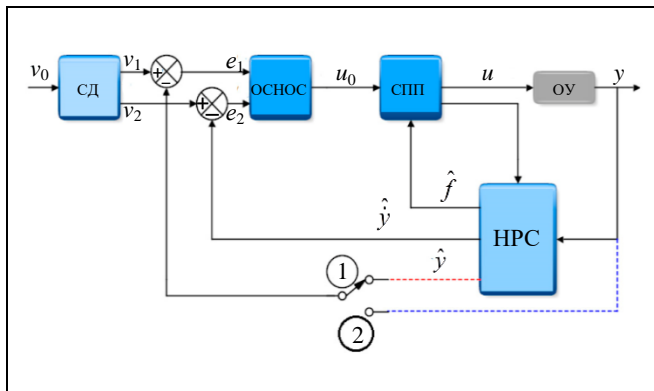 v₀
СД
v₁
v₂
+
−
+
−
e₁
e₂
ОСНОС
u₀
СПП
u
ОУ
y
f̂
ẏ̂
НРС
ŷ
1
2